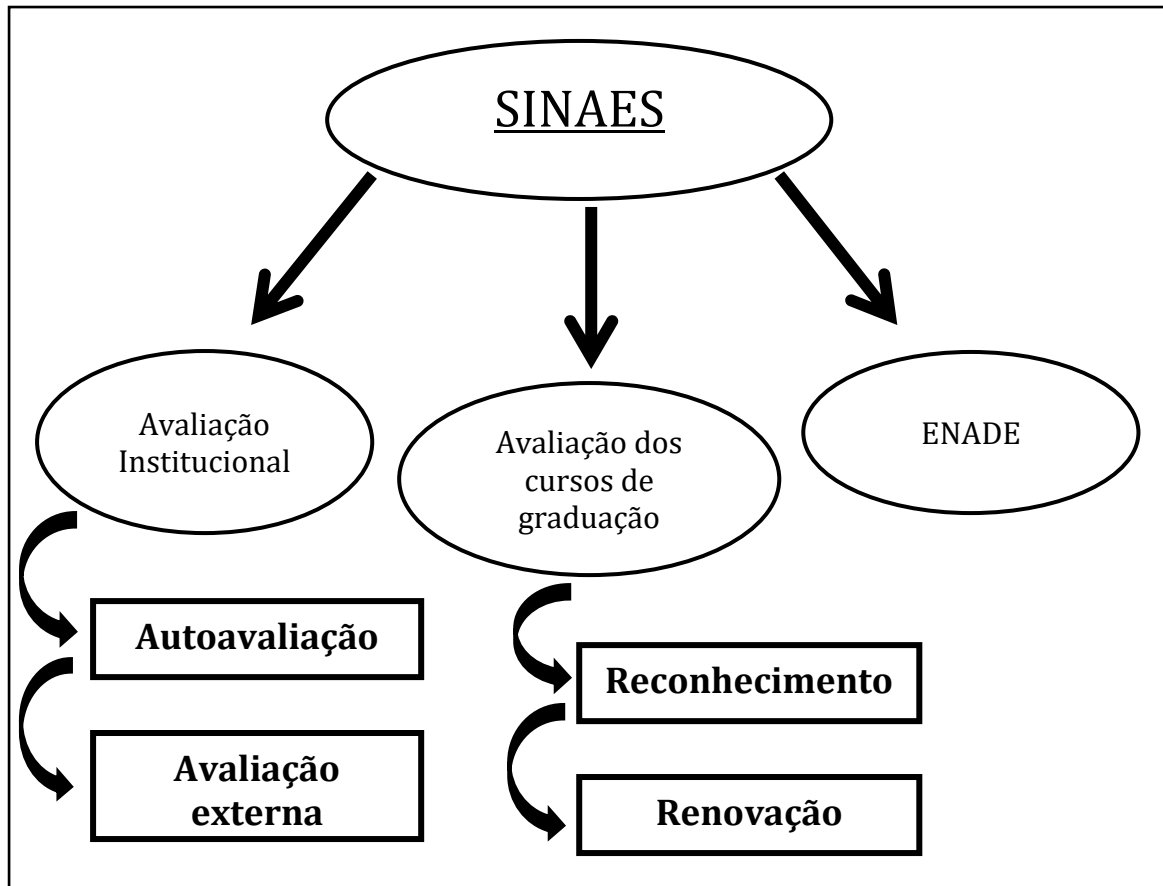 SINAES
Avaliação
Institucional
Avaliação dos
cursos de
graduação
ENADE
Autoavaliação
Avaliação
externa
Reconhecimento
Renovação